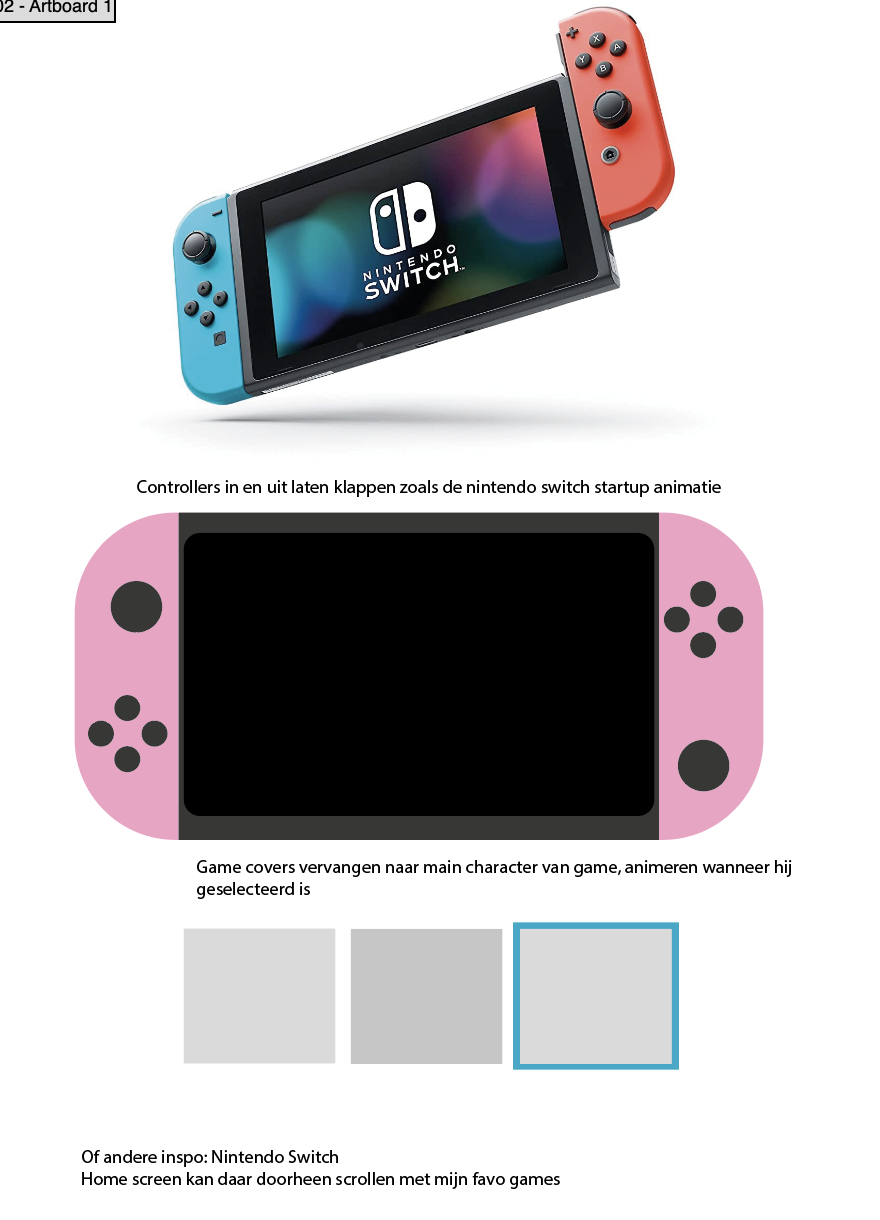 02 - Artboard 1
X
A
Y
B
NINTENDO
SWITCH™
Controllers in en uit laten klappen zoals de nintendo switch startup animatie
Game covers vervangen naar main character van game, animeren wanneer hij
geselecteerd is
Of andere inspo: Nintendo Switch
Home screen kan daar doorheen scrollen met mijn favo games